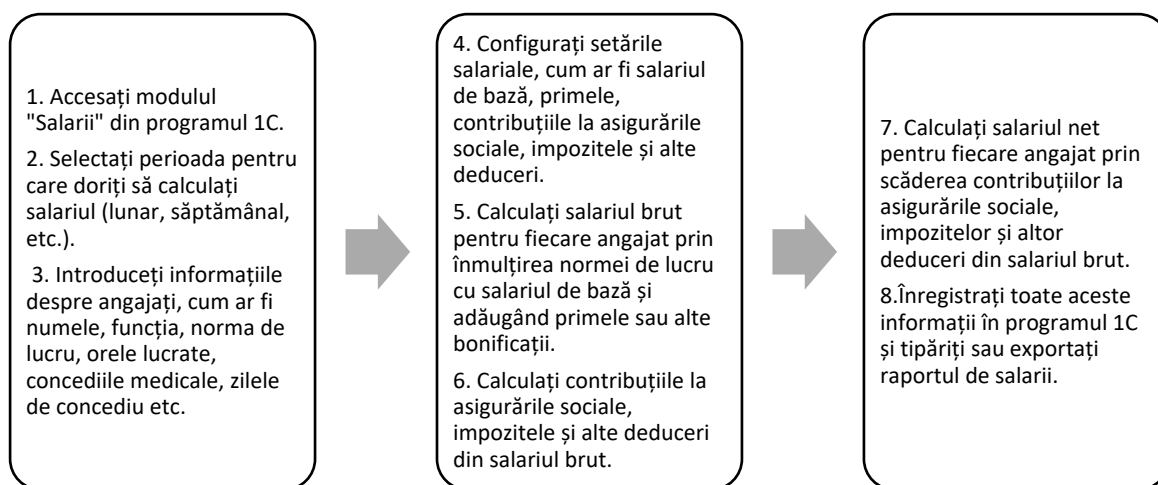 1. Accesați modulul
"Salarii" din programul 1C.
2. Selectați perioada pentru
care doriți să calculați
salariul (lunar, săptămânal,
etc.).
3. Introduceți informațiile
despre angajați, cum ar fi
numele, funcția, norma de
lucru, orele lucrate,
concediile medicale, zilele
de concediu etc.
4. Configurați setările
salariale, cum ar fi salariul
de bază, primele,
contribuțiile la asigurările
sociale, impozitele și alte
deduceri.
5. Calculați salariul brut
pentru fiecare angajat prin
înmulțirea normei de lucru
cu salariul de bază și
adăugând primele sau alte
bonificații.
6. Calculați contribuțiile la
asigurările sociale,
impozitele și alte deduceri
din salariul brut.
7. Calculați salariul net
pentru fiecare angajat prin
scăderea contribuțiilor la
asigurările sociale,
impozitelor și altor
deduceri din salariul brut.
8.Înregistrați toate aceste
informații în programul 1C
și tipăriți sau exportați
raportul de salarii.